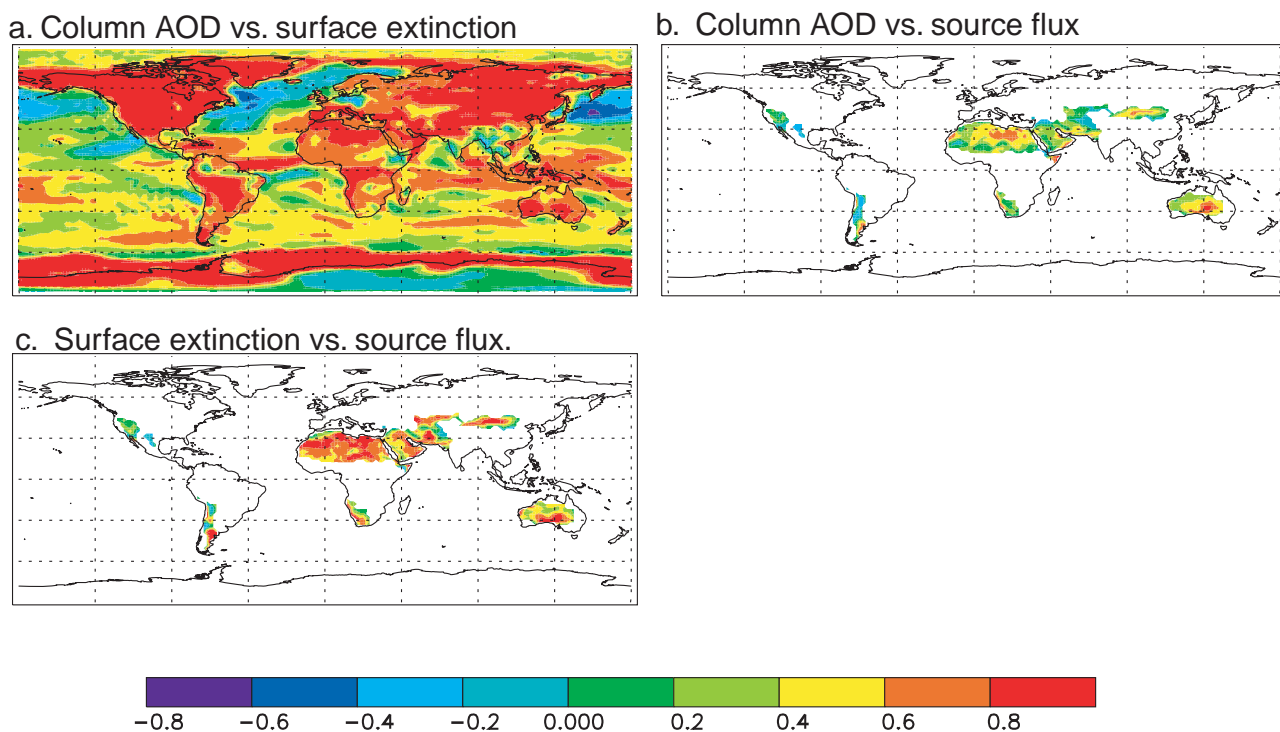 a. Column AOD vs. surface extinction
b. Column AOD vs. source flux
c. Surface extinction vs. source flux.
−0.8 −0.6 −0.4 −0.2 0.000 0.2 0.4 0.6 0.8